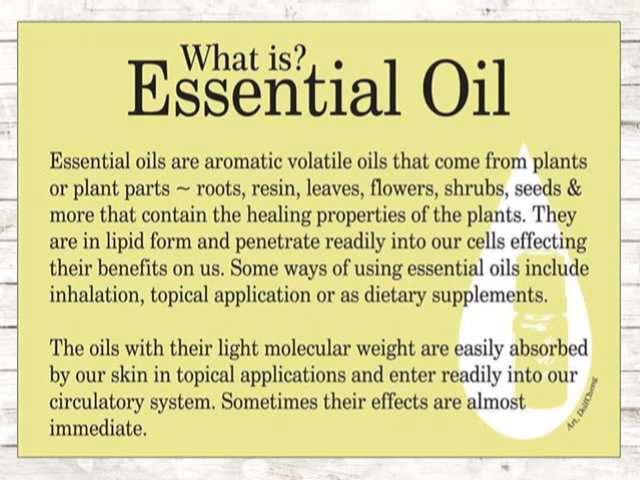 What is?
Essential Oil
Essential oils are aromatic volatile oils that come from plants
or plant parts ~ roots, resin, leaves, flowers, shrubs, seeds &
more that contain the healing properties of the plants. They
are in lipid form and penetrate readily into our cells effecting
their benefits on us. Some ways of using essential oils include
inhalation, topical application or as dietary supplements.
The oils with their light molecular weight are easily absorbed
by our skin in topical applications and enter readily into our
circulatory system. Sometimes their effects are almost
immediate.
Art,